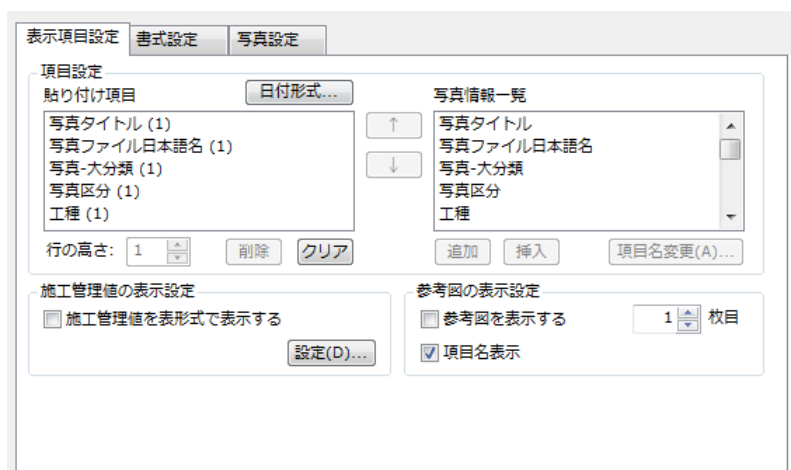 表示項目設定 書式設定 写真設定
項目設定
貼り付け項目 日付形式... 写真情報一覧
写真タイトル (1)
写真ファイル日本語名 (1)
写真-大分類 (1)
写真区分 (1)
工種 (1)
↑
↓
写真タイトル
写真ファイル日本語名
写真-大分類
写真区分
工種
行の高さ: 1 削除 クリア 追加 挿入 項目名変更(A)...
施工管理値の表示設定
施工管理値を表形式で表示する
設定(D)...
参考図の表示設定
参考図を表示する 1 枚目
項目名表示